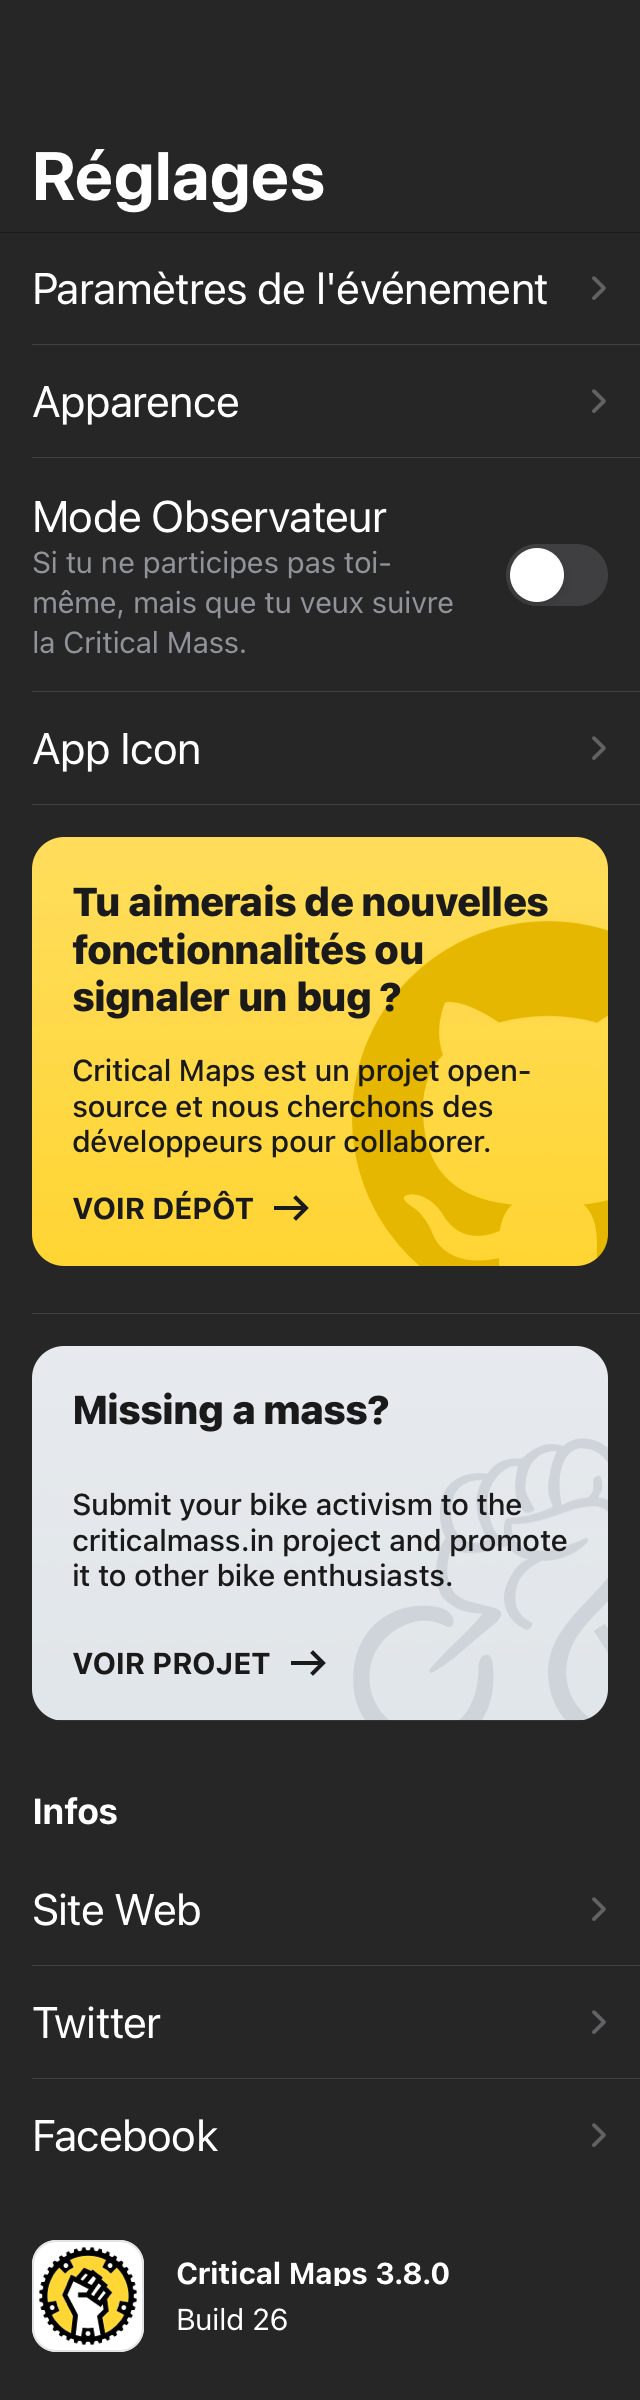 Réglages
Paramètres de l'événement
Apparence
Mode Observateur
Si tu ne participes pas toi-
même, mais que tu veux suivre
la Critical Mass.
App Icon
Tu aimerais de nouvelles
fonctionnalités ou
signaler un bug ?
Critical Maps est un projet open-
source et nous cherchons des
développeurs pour collaborer.
VOIR DÉPÔT
Missing a mass?
Submit your bike activism to the
criticalmass.in project and promote
it to other bike enthusiasts.
VOIR PROJET
Infos
Site Web
Twitter
Facebook
Critical Maps 3.8.0
Build 26